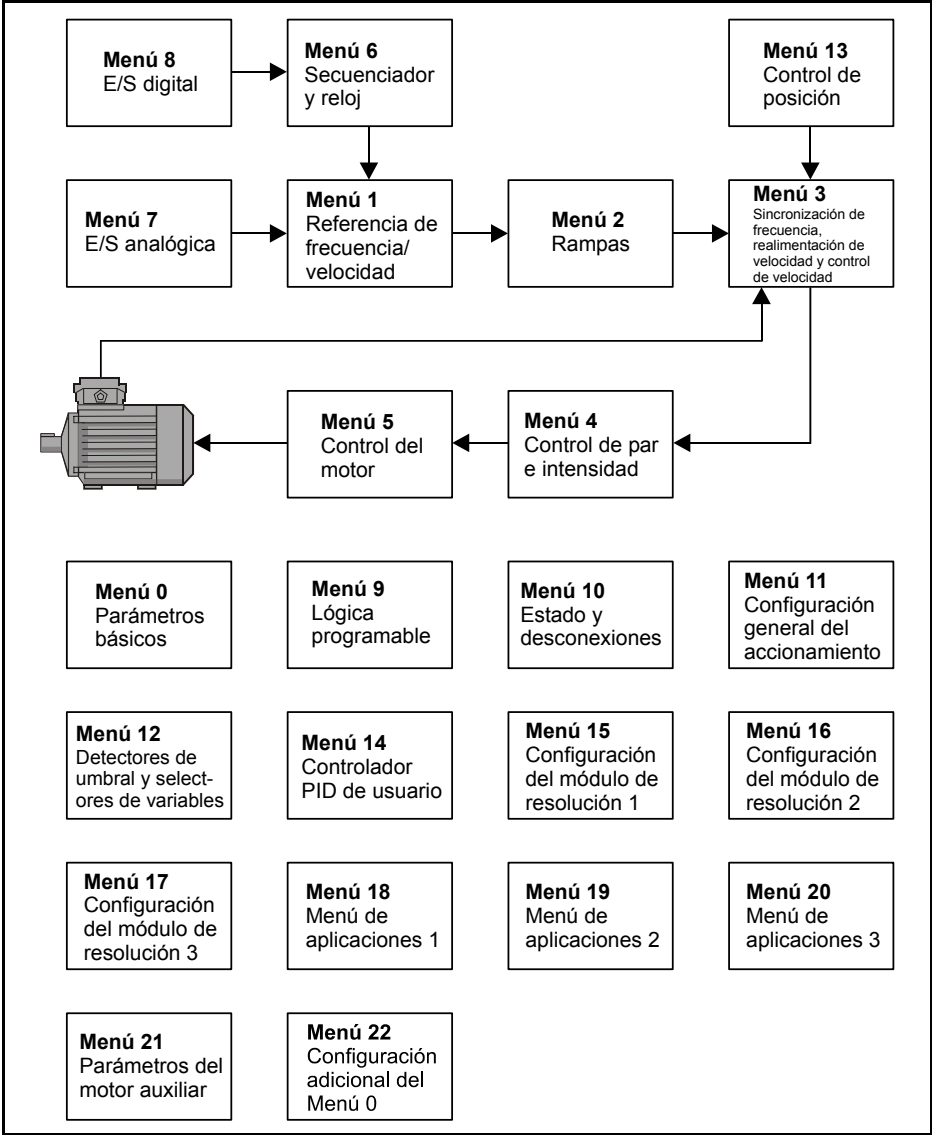 Menú 8
E/S digital
Menú 6
Secuenciador
y reloj
Menú 13
Control de
posición
Menú 7
E/S analógica
Menú 1
Referencia de
frecuencia/
velocidad
Menú 2
Rampas
Menú 3
Sincronización de
frecuencia,
realimentación de
velocidad y control
de velocidad
Menú 5
Control del
motor
Menú 4
Control de par
e intensidad
Menú 0
Parámetros
básicos
Menú 9
Lógica
programable
Menú 10
Estado y
desconexiones
Menú 11
Configuración
general del
accionamiento
Menú 12
Detectores de
umbral y select-
ores de variables
Menú 14
Controlador
PID de usuario
Menú 15
Configuración
del módulo de
resolución 1
Menú 16
Configuración
del módulo de
resolución 2
Menú 17
Configuración
del módulo de
resolución 3
Menú 18
Menú de
aplicaciones 1
Menú 19
Menú de
aplicaciones 2
Menú 20
Menú de
aplicaciones 3
Menú 21
Parámetros del
motor auxiliar
Menú 22
Configuración
adicional del
Menú 0